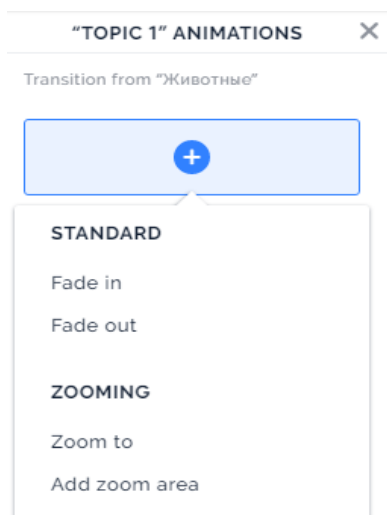 “TOPIC 1” ANIMATIONS
Transition from “Животные”
STANDARD
Fade in
Fade out
ZOOMING
Zoom to
Add zoom area